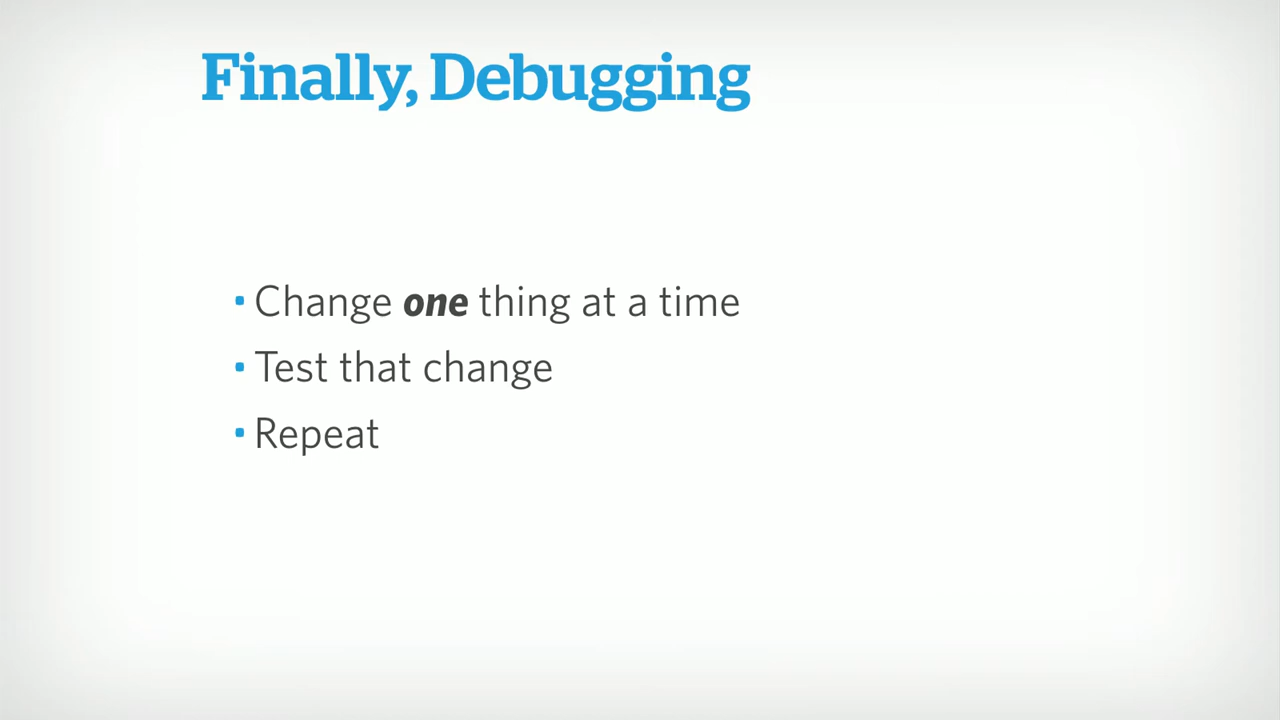 Finally, Debugging
• Change one thing at a time
• Test that change
• Repeat